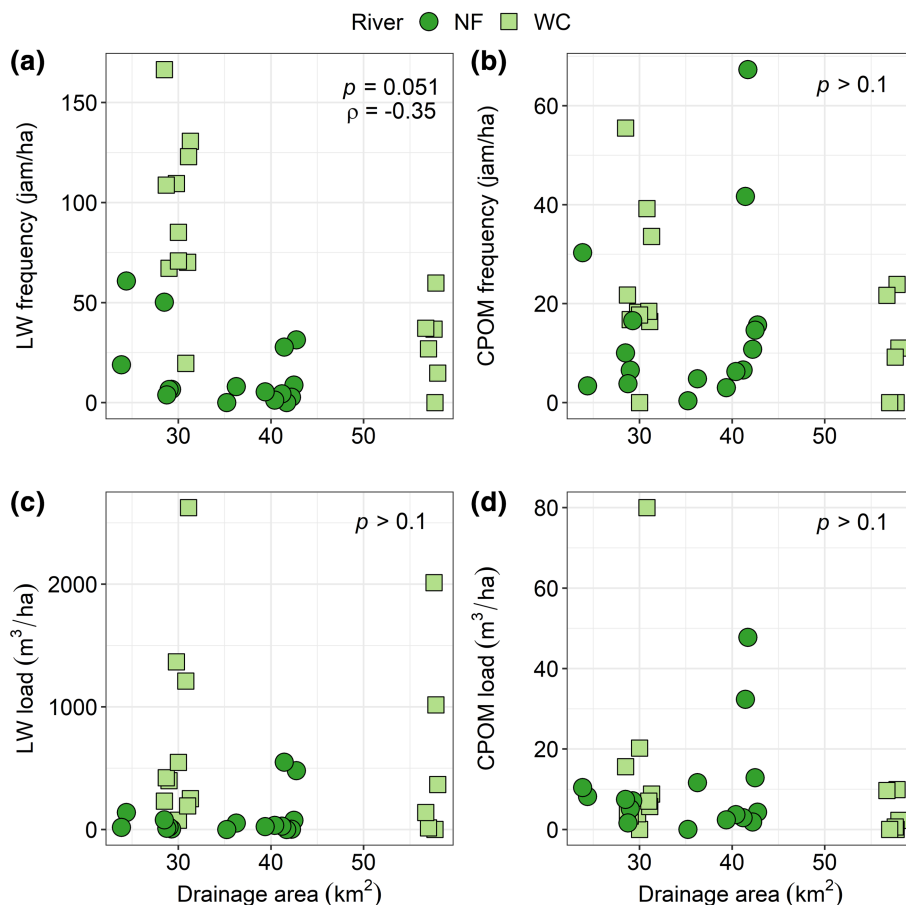 River NF WC
(a)
p = 0.051
ρ = -0.35
LW frequency (jam/ha)
150
100
50
0
30 40 50
(b)
p > 0.1
CPOM frequency (jam/ha)
60
40
20
0
30 40 50
(c)
p > 0.1
LW load (m³/ha)
2000
1000
0
30 40 50
Drainage area (km²)
(d)
p > 0.1
CPOM load (m³/ha)
80
60
40
20
0
30 40 50
Drainage area (km²)